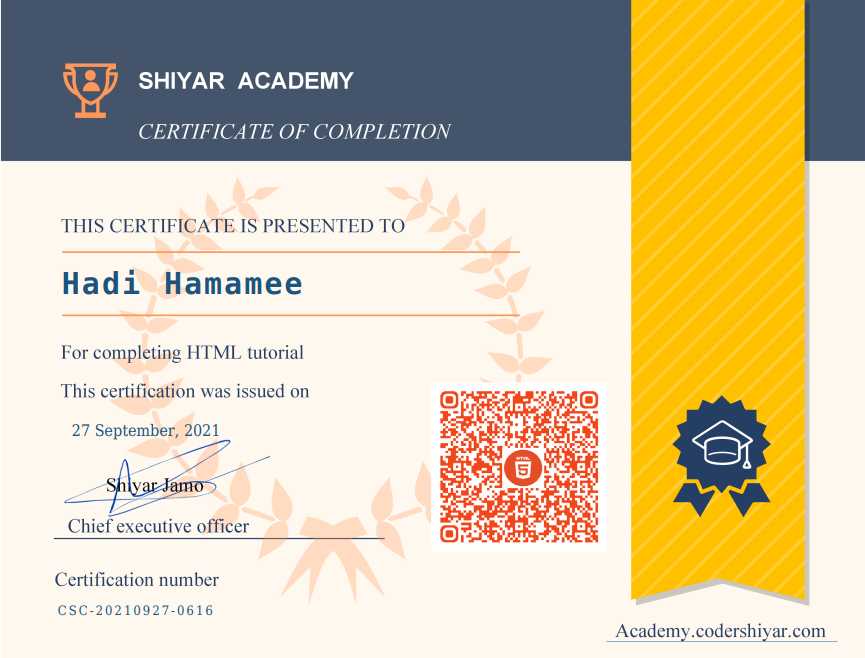 SHIYAR ACADEMY
CERTIFICATE OF COMPLETION
THIS CERTIFICATE IS PRESENTED TO
Hadi Hamamee
For completing HTML tutorial
This certification was issued on
27 September, 2021
Shiyar Jamo
Chief executive officer
Certification number
CSC-20210927-0616
HTML
5
Academy.codershiyar.com